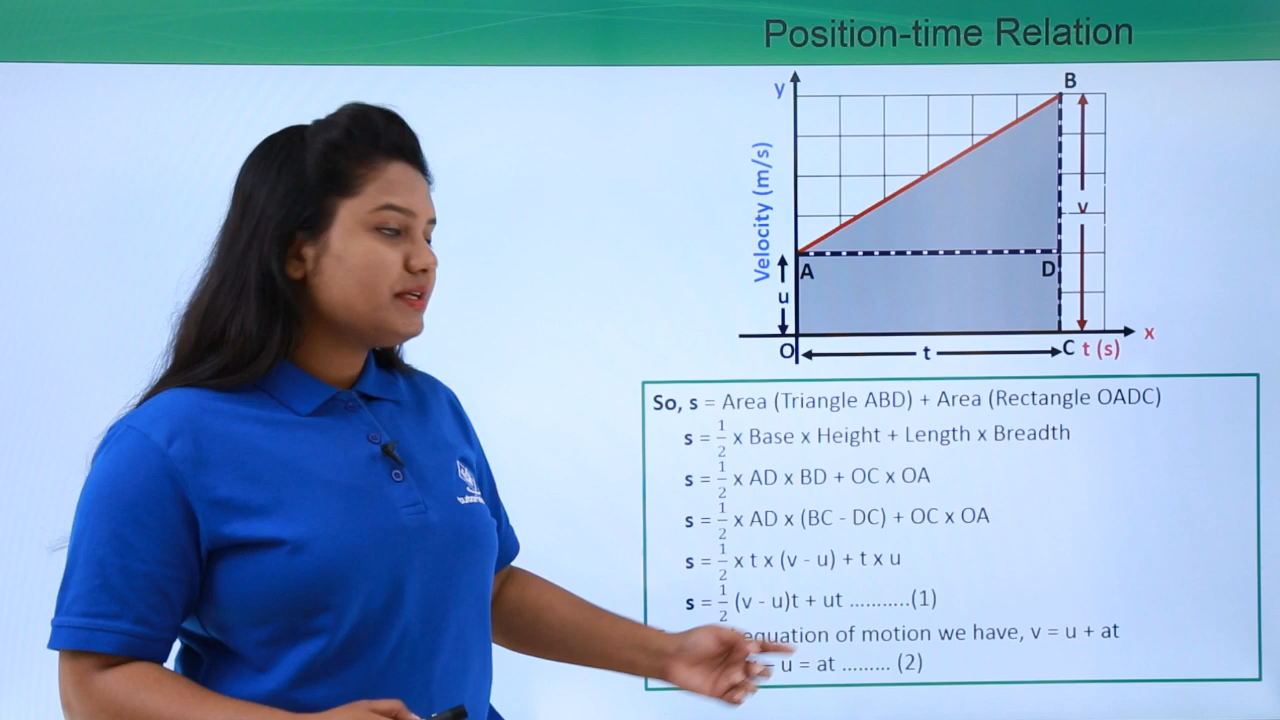 Position-time Relation
y
B
Velocity (m/s)
v
A
D
u
O
t
C t (s)
x
So, s = Area (Triangle ABD) + Area (Rectangle OADC)
s = 1/2 x Base x Height + Length x Breadth
s = 1/2 x AD x BD + OC x OA
s = 1/2 x AD x (BC - DC) + OC x OA
s = 1/2 x t x (v - u) + t x u
s = 1/2 (v - u)t + ut ...........(1)
equation of motion we have, v = u + at
- u = at ......... (2)